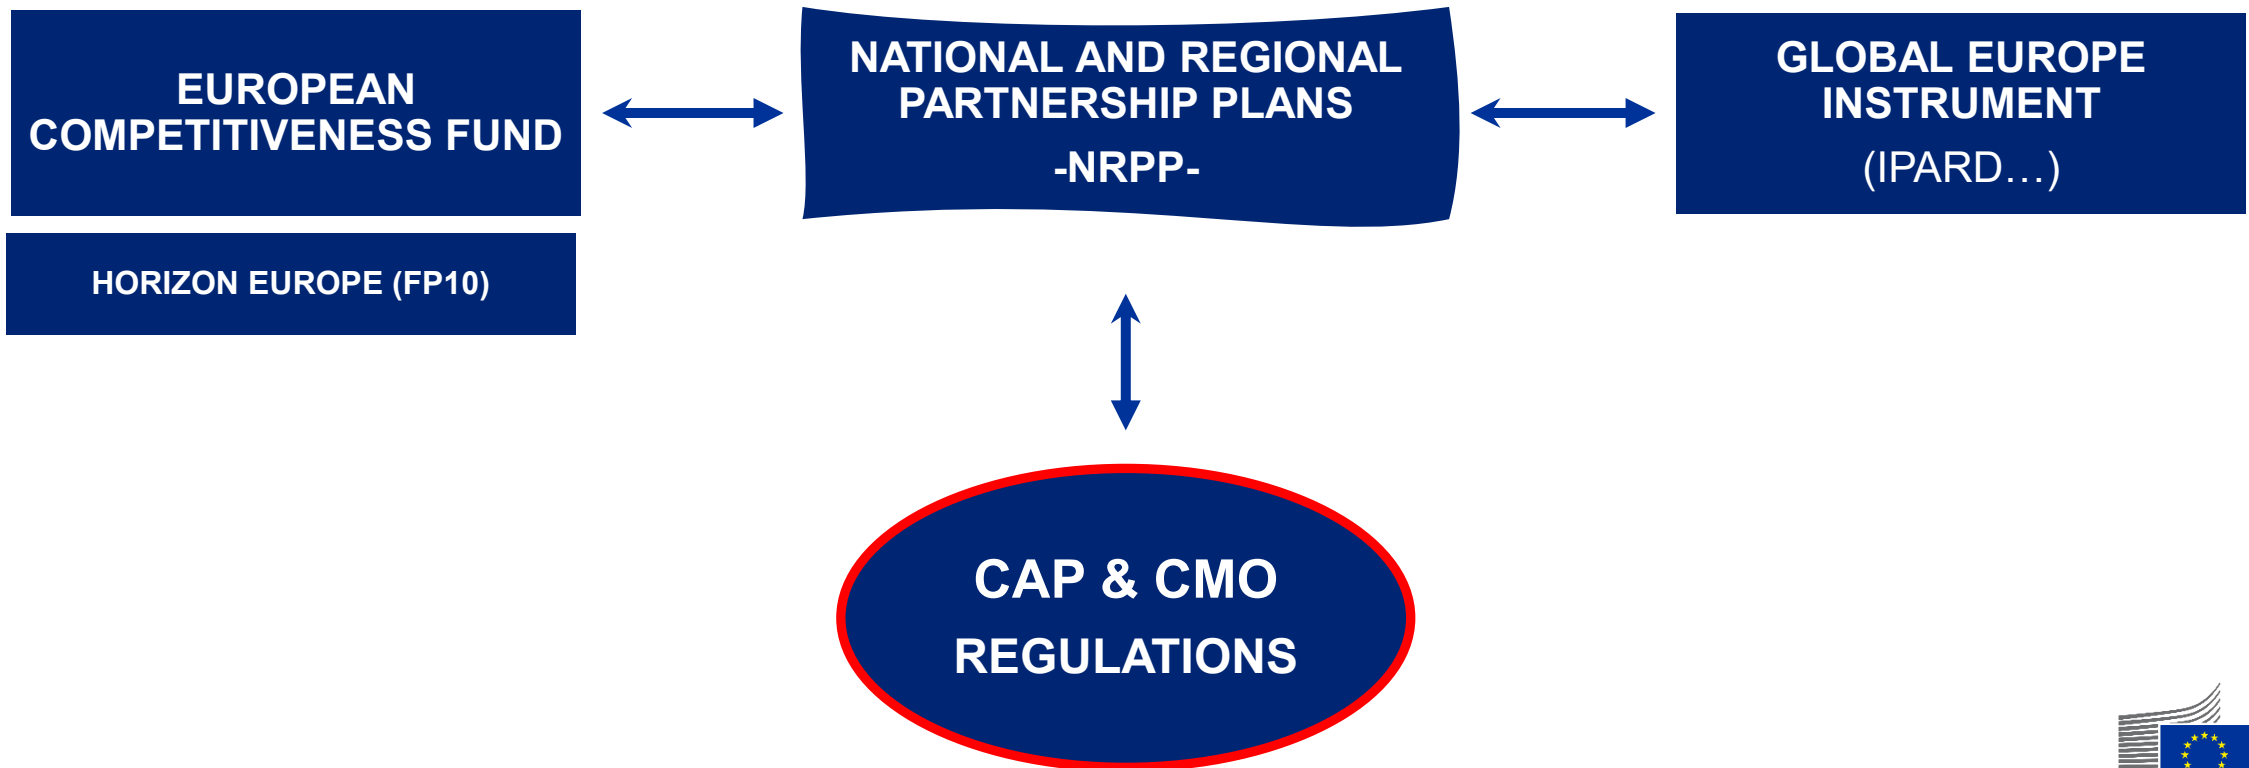 EUROPEAN
COMPETITIVENESS FUND
HORIZON EUROPE (FP10)
NATIONAL AND REGIONAL
PARTNERSHIP PLANS
-NRPP-
GLOBAL EUROPE
INSTRUMENT
(IPARD…)
CAP & CMO
REGULATIONS